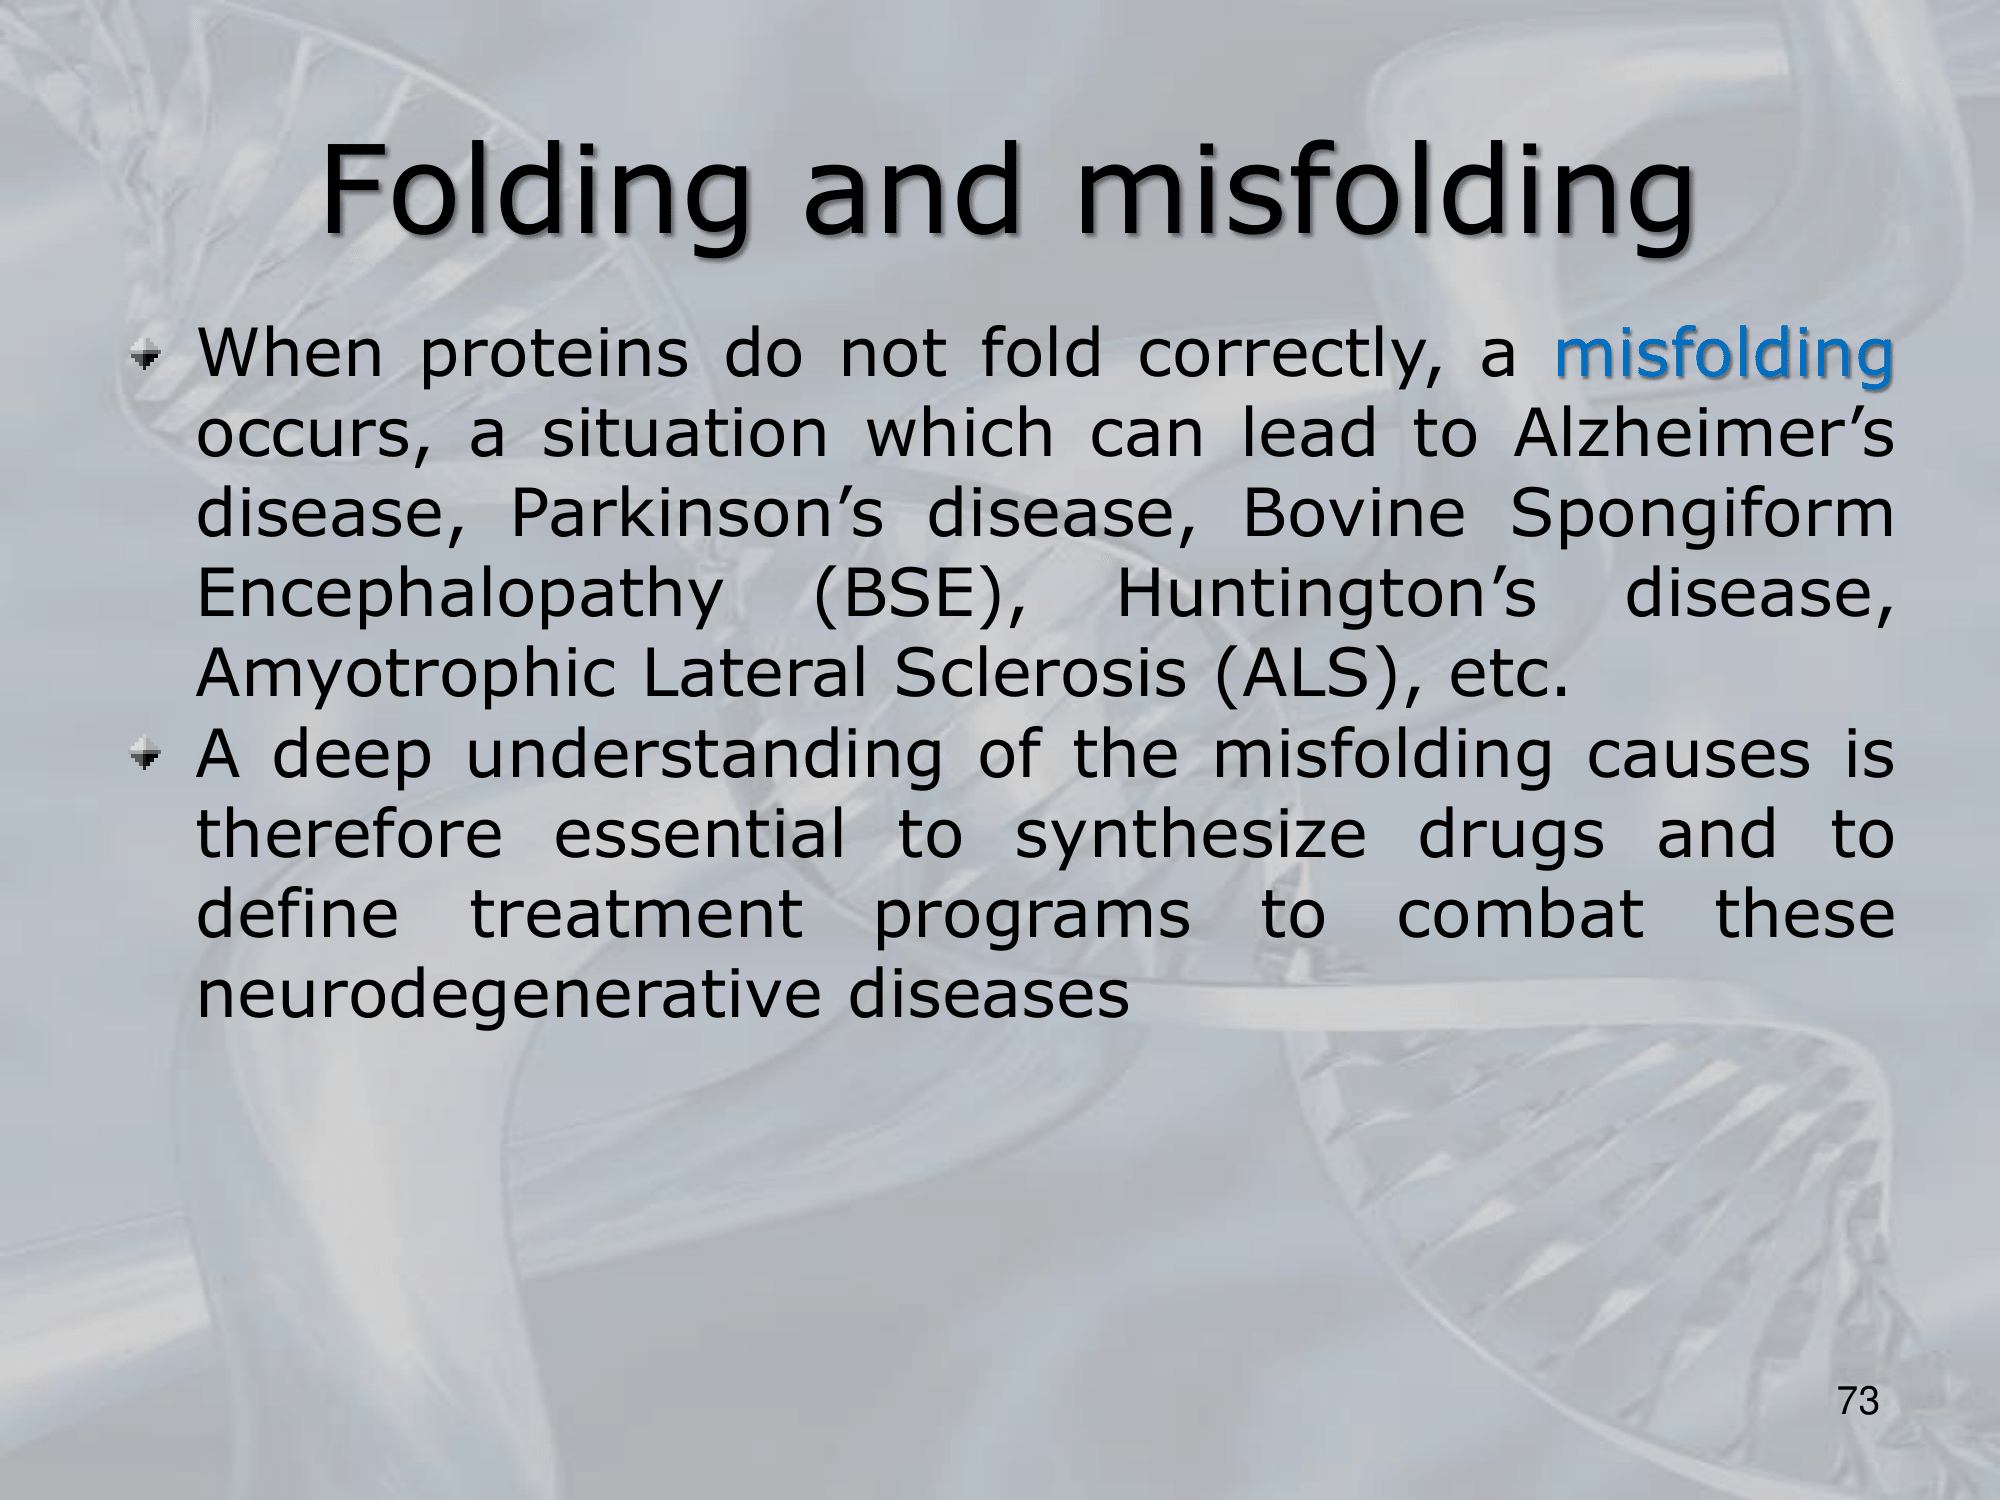 Folding and misfolding
When proteins do not fold correctly, a misfolding
occurs, a situation which can lead to Alzheimer’s
disease, Parkinson’s disease, Bovine Spongiform
Encephalopathy (BSE), Huntington’s disease,
Amyotrophic Lateral Sclerosis (ALS), etc.
A deep understanding of the misfolding causes is
therefore essential to synthesize drugs and to
define treatment programs to combat these
neurodegenerative diseases
73